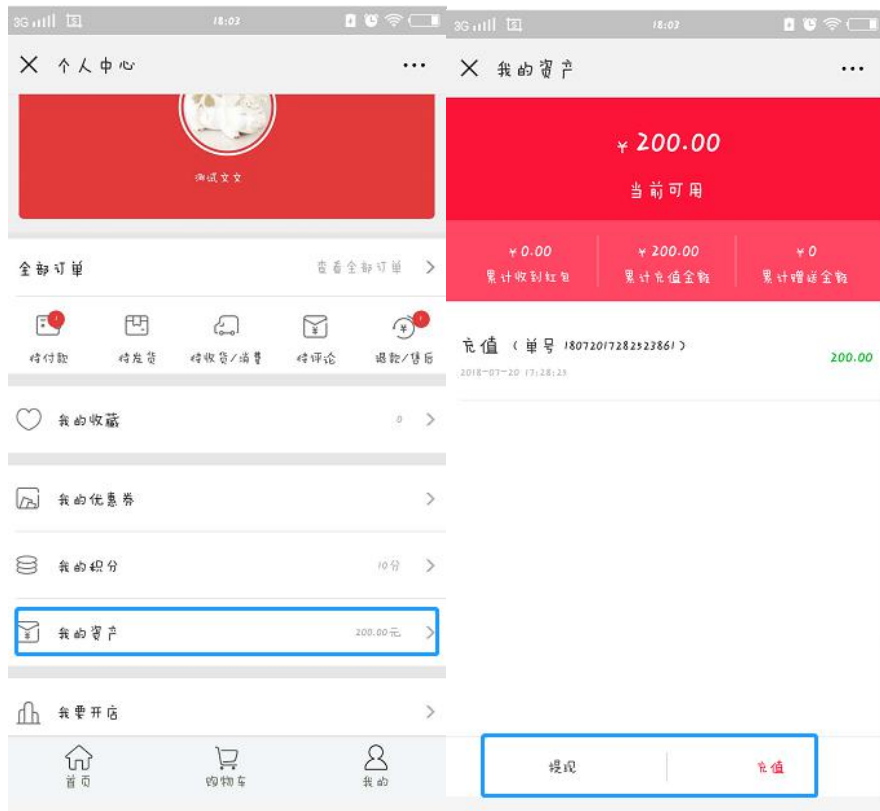 3G 18:03
个人中心
测试文文
全部订单 查看全部订单
待付款 待发货 待收货/消费 待评论 退款/售后
我的收藏 0
我的优惠券
我的积分 10分
我的资产 200.00元
我要开店
首页 购物车 我的
3G 18:03
我的资产
¥ 200.00
当前可用
¥ 0.00 ¥ 200.00 ¥ 0
累计收到红包 累计充值金额 累计赠送金额
充值 (单号 18072017282523861)
200.00
2018-07-20 17:28:25
提现 充值